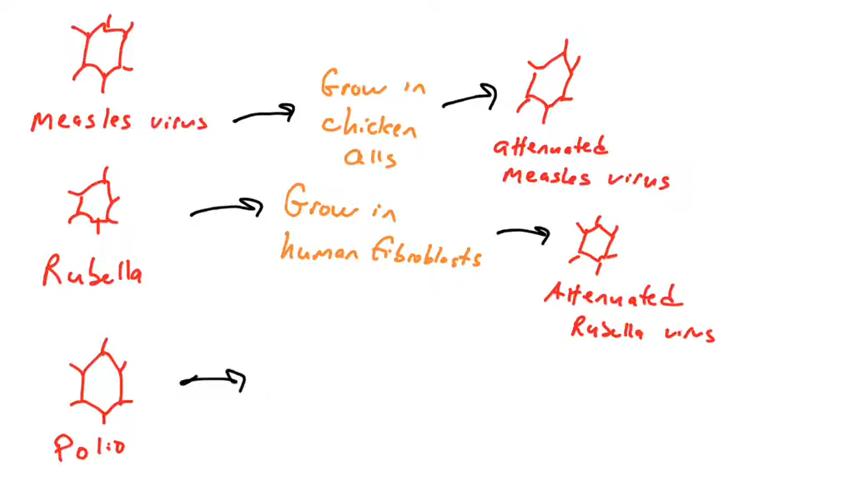 Measles virus
Grow in
chicken
cells
attenuated
Measles virus
Rubella
Grow in
human fibroblasts
Attenuated
Rubella virus
Polio